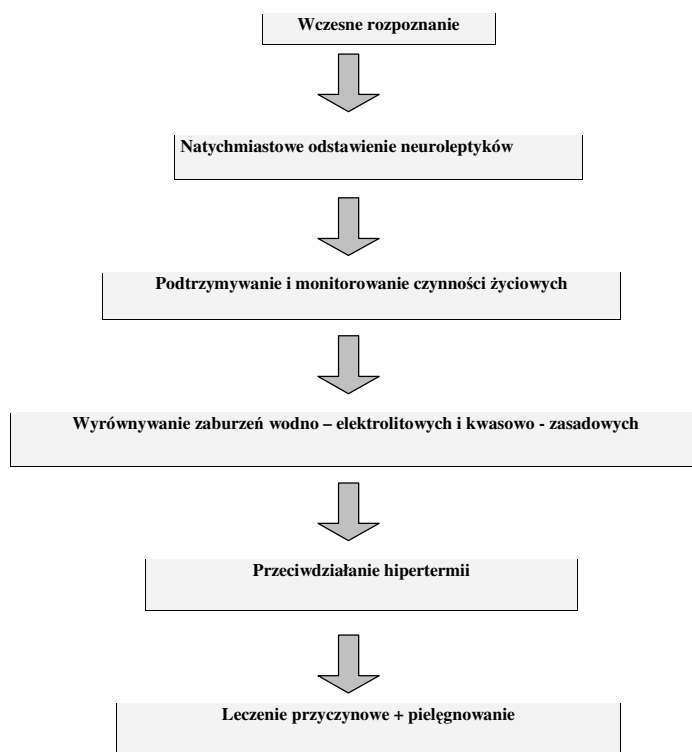 Wczesne rozpoznanie
Natychmiastowe odstawienie neuroleptyków
Podtrzymywanie i monitorowanie czynności życiowych
Wyrównywanie zaburzeń wodno – elektrolitowych i kwasowo - zasadowych
Przeciwdziałanie hipertermii
Leczenie przyczynowe + pielęgnowanie